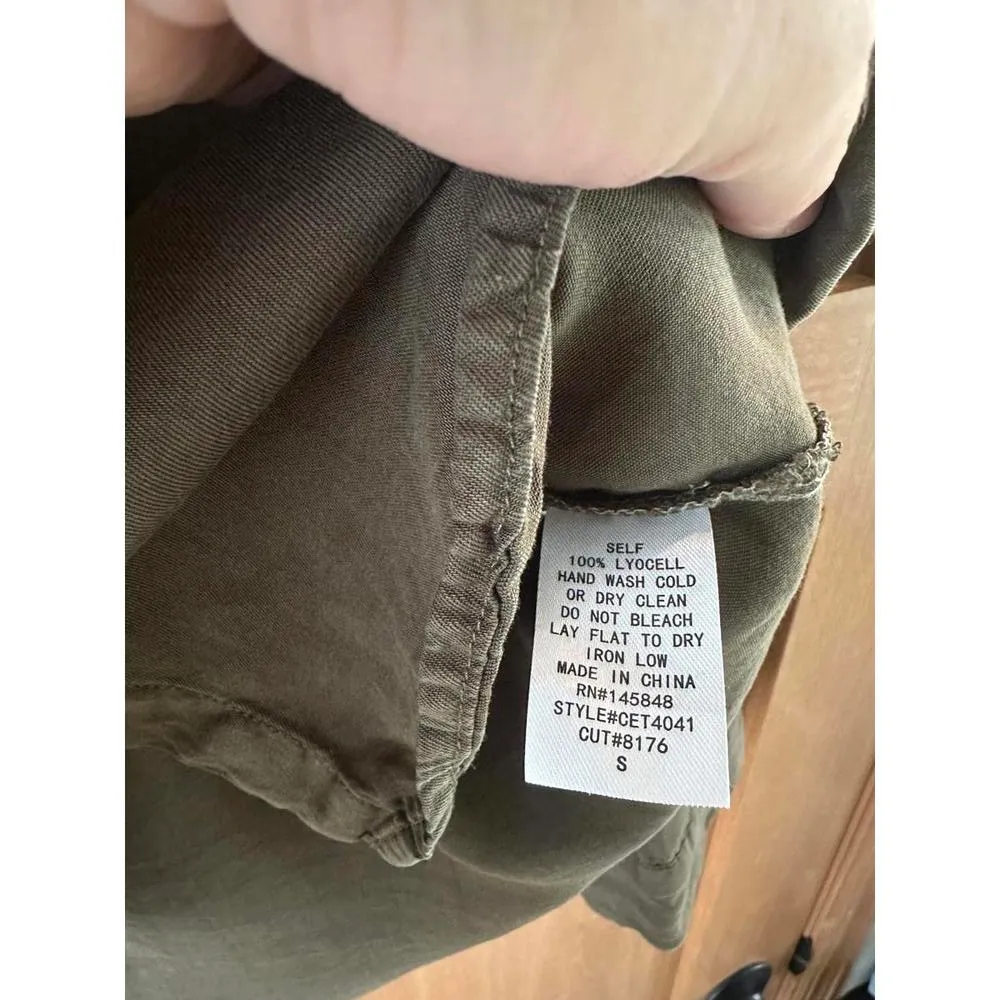 SELF
100% LYOCELL
HAND WASH COLD
OR DRY CLEAN
DO NOT BLEACH
LAY FLAT TO DRY
IRON LOW
MADE IN CHINA
RN#145848
STYLE#CET4041
CUT#8176
S